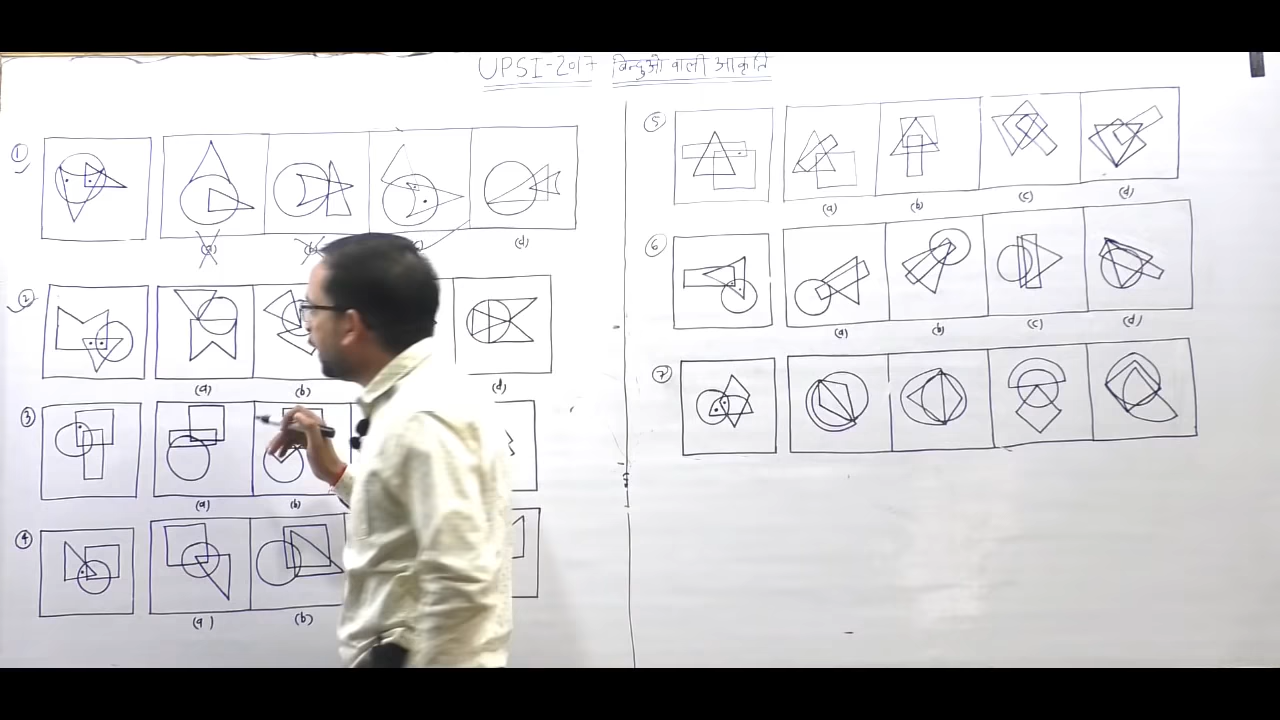 UPSI-2017 बिन्दुओ वाली आकृति
1
(a) (b) (c) (d)
2
(a) (b) (d)
3
(a) (b)
4
(a) (b)
5
(a) (b) (c) (d)
6
(a) (b) (c) (d)
7